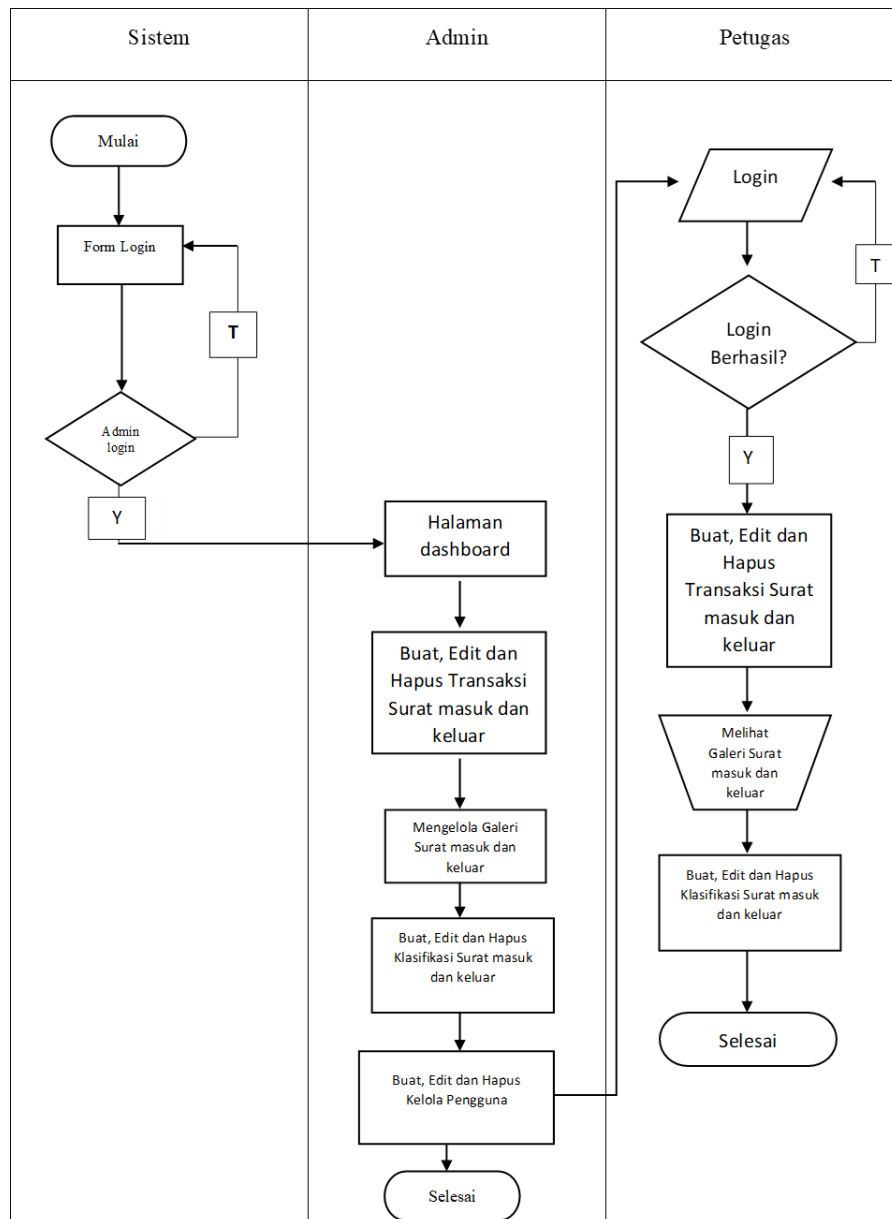 Sistem
Admin
Petugas
Mulai
Form Login
T
Admin
login
Y
Halaman
dashboard
Buat, Edit dan
Hapus Transaksi
Surat masuk dan
keluar
Mengelola Galeri
Surat masuk dan
keluar
Buat, Edit dan Hapus
Klasifikasi Surat masuk
dan keluar
Buat, Edit dan Hapus
Kelola Pengguna
Selesai
Login
T
Login
Berhasil?
Y
Buat, Edit dan
Hapus
Transaksi Surat
masuk dan
keluar
Melihat
Galeri Surat
masuk dan
keluar
Buat, Edit dan Hapus
Klasifikasi Surat masuk
dan keluar
Selesai